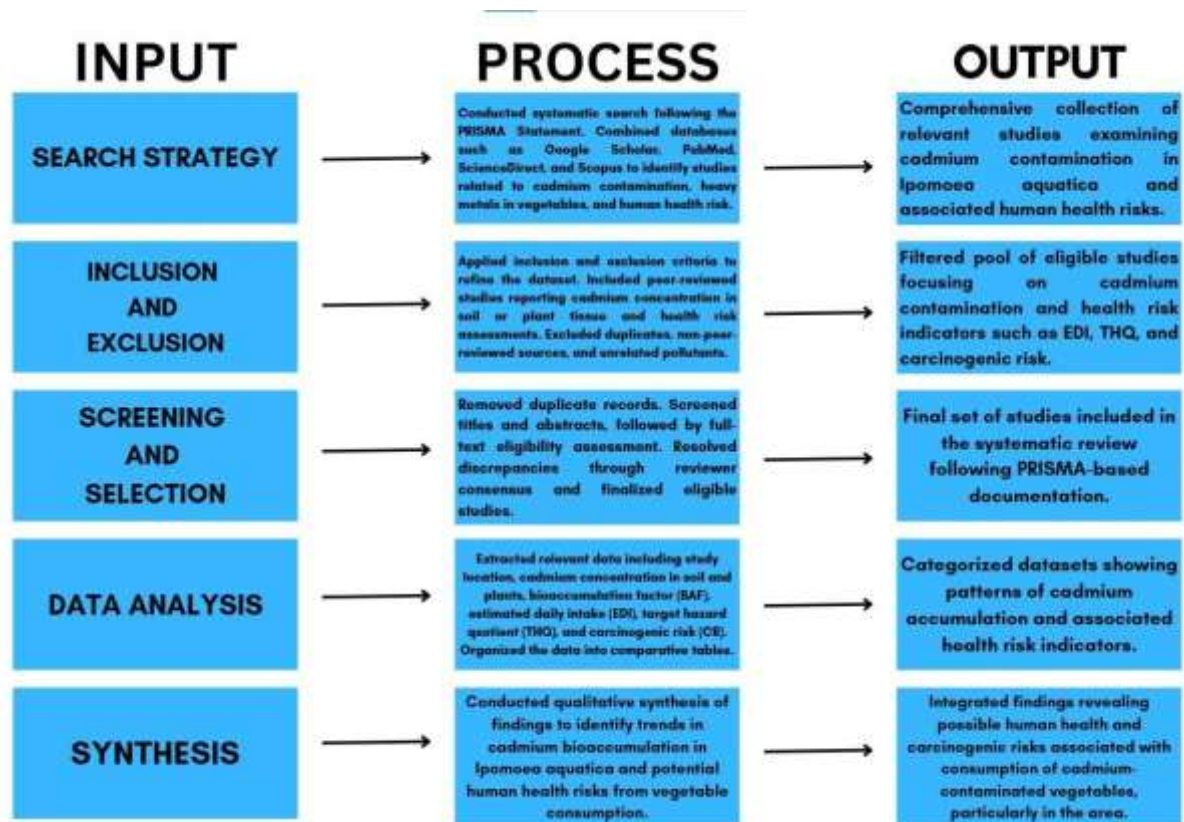 INPUT
PROCESS
OUTPUT
SEARCH STRATEGY
Conducted systematic search following the
PRISMA Statement. Combined databases
such as Google Scholar, PubMed,
ScienceDirect, and Scopus to identify studies
related to cadmium contamination, heavy
metals in vegetables, and human health risk.
Comprehensive collection of
relevant studies examining
cadmium contamination in
Ipomoea aquatica and
associated human health risks.
INCLUSION
AND
EXCLUSION
Applied inclusion and exclusion criteria to
refine the dataset. Included peer-reviewed
studies reporting cadmium concentration in
soil or plant tissue and health risk
assessments. Excluded duplicates, non-peer-
reviewed sources, and unrelated pollutants.
Filtered pool of eligible studies
focusing on cadmium
contamination and health risk
indicators such as EDI, THQ, and
carcinogenic risk.
SCREENING
AND
SELECTION
Removed duplicate records. Screened
titles and abstracts, followed by full-
text eligibility assessment. Resolved
discrepancies through reviewer
consensus and finalized eligible
studies.
Final set of studies included in
the systematic review
following PRISMA-based
documentation.
DATA ANALYSIS
Extracted relevant data including study
location, cadmium concentration in soil and
plants, bioaccumulation factor (BAF),
estimated daily intake (EDI), target hazard
quotient (THQ), and carcinogenic risk (CR).
Organized the data into comparative tables.
Categorized datasets showing
patterns of cadmium
accumulation and associated
health risk indicators.
SYNTHESIS
Conducted qualitative synthesis of
findings to identify trends in
cadmium bioaccumulation in
Ipomoea aquatica and potential
human health risks from vegetable
consumption.
Integrated findings revealing
possible human health and
carcinogenic risks associated with
consumption of cadmium-
contaminated vegetables,
particularly in the area.